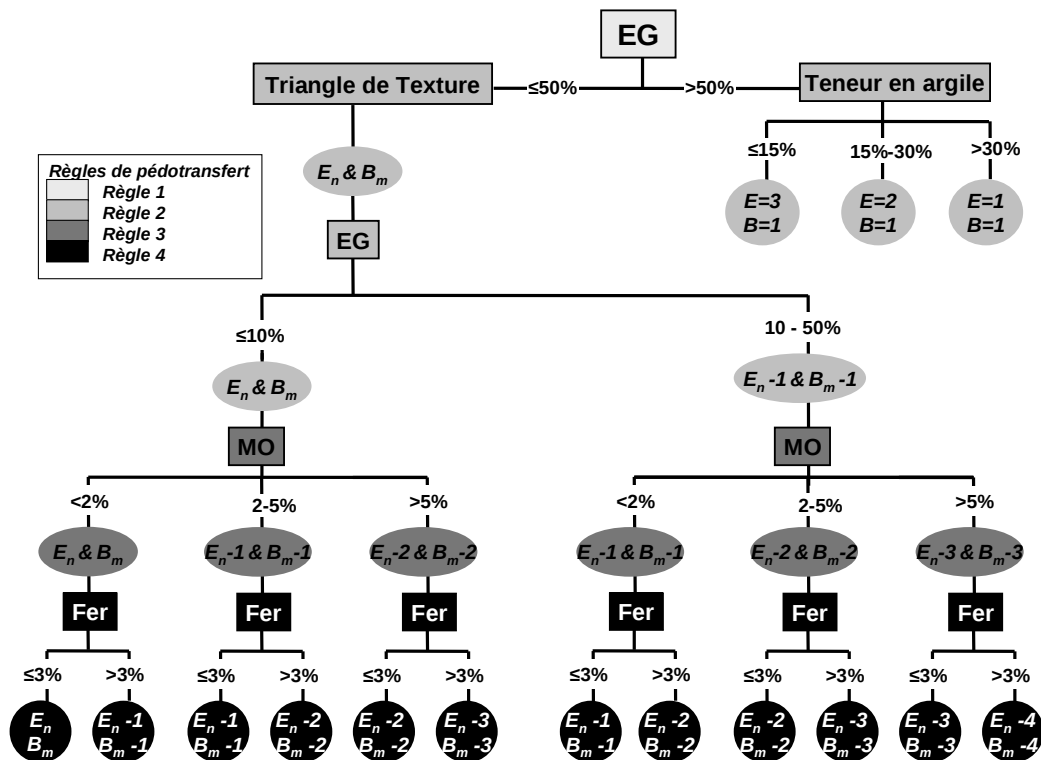 EG
Triangle de Texture
≤50%
>50%
Teneur en argile
≤15%
15%-30%
>30%
E=3
B=1
E=2
B=1
E=1
B=1
Règles de pédotransfert
Règle 1
Règle 2
Règle 3
Règle 4
En & Bm
EG
≤10%
10 - 50%
En & Bm
En -1 & Bm -1
MO
MO
<2%
2-5%
>5%
<2%
2-5%
>5%
En & Bm
En-1 & Bm-1
En-2 & Bm-2
En-1 & Bm-1
En-2 & Bm-2
En-3 & Bm-3
Fer
Fer
Fer
Fer
Fer
Fer
≤3%
>3%
≤3%
>3%
≤3%
>3%
≤3%
>3%
≤3%
>3%
≤3%
>3%
En
Bm
En -1
Bm -1
En -1
Bm -1
En -2
Bm -2
En -2
Bm -2
En -3
Bm -3
En -1
Bm -1
En -2
Bm -2
En -2
Bm -2
En -3
Bm -3
En -3
Bm -3
En -4
Bm -4